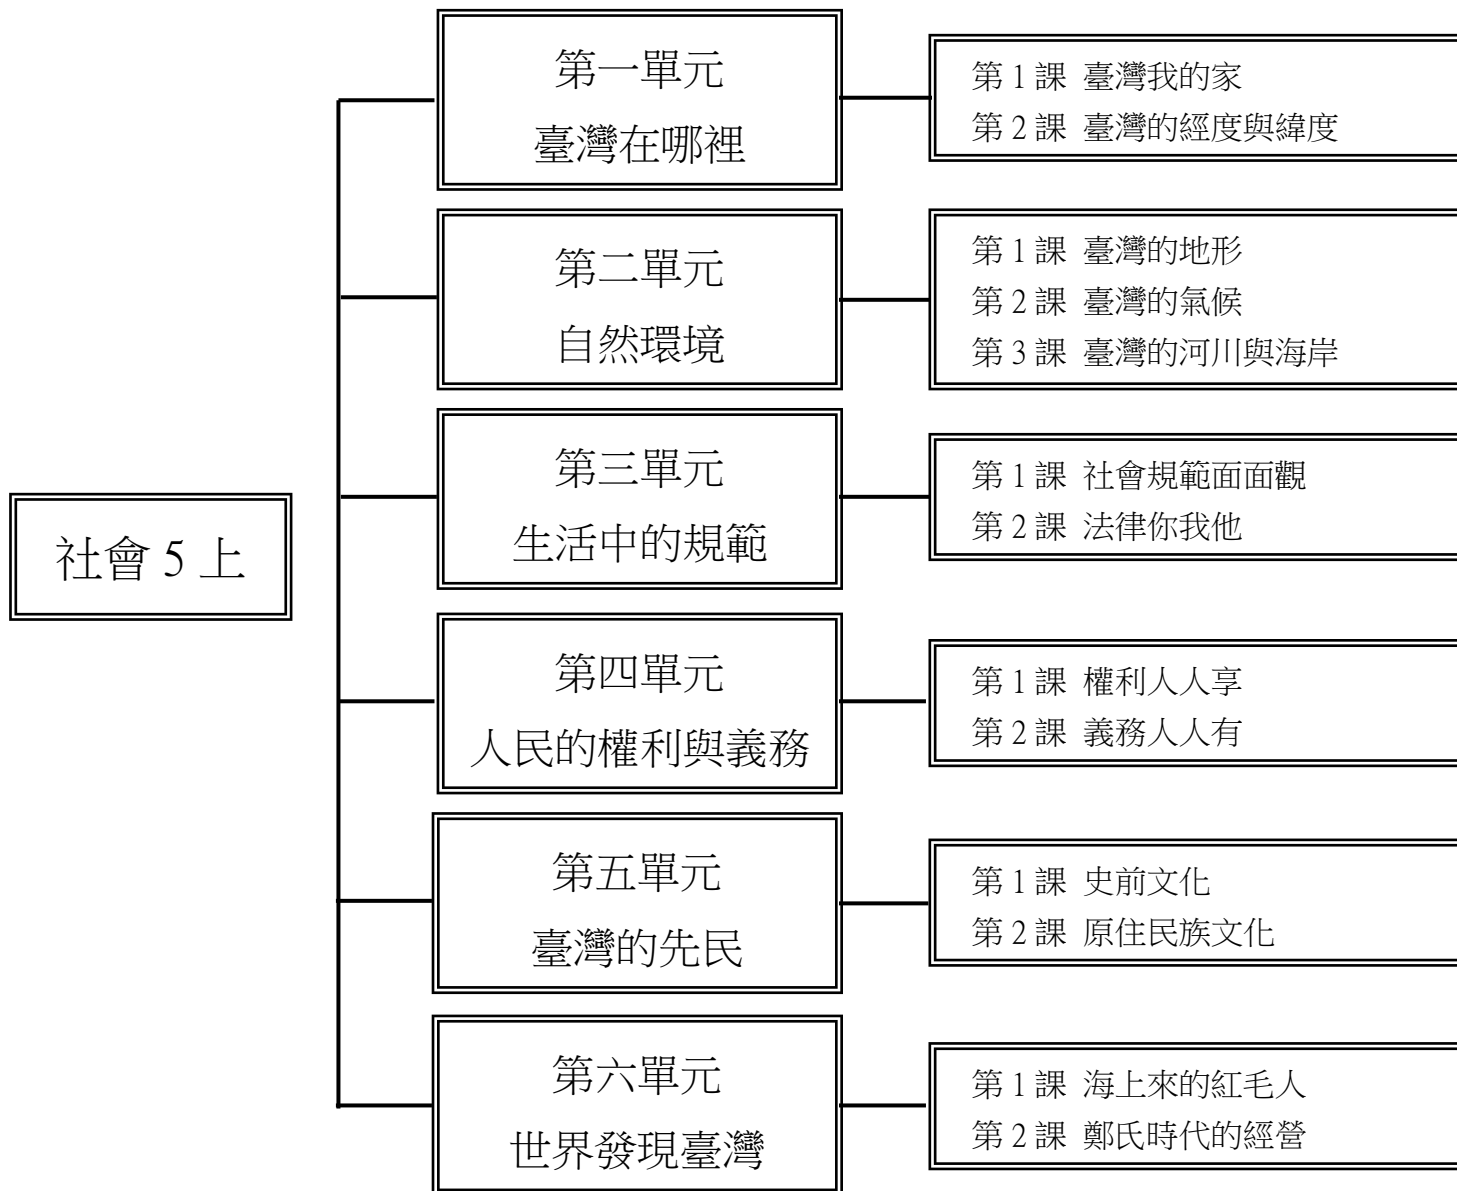 社會 5 上
第一單元
臺灣在哪裡
第 1 課 臺灣我的家
第 2 課 臺灣的經度與緯度
第二單元
自然環境
第 1 課 臺灣的地形
第 2 課 臺灣的氣候
第 3 課 臺灣的河川與海岸
第三單元
生活中的規範
第 1 課 社會規範面面觀
第 2 課 法律你我他
第四單元
人民的權利與義務
第 1 課 權利人人享
第 2 課 義務人人有
第五單元
臺灣的先民
第 1 課 史前文化
第 2 課 原住民族文化
第六單元
世界發現臺灣
第 1 課 海上來的紅毛人
第 2 課 鄭氏時代的經營